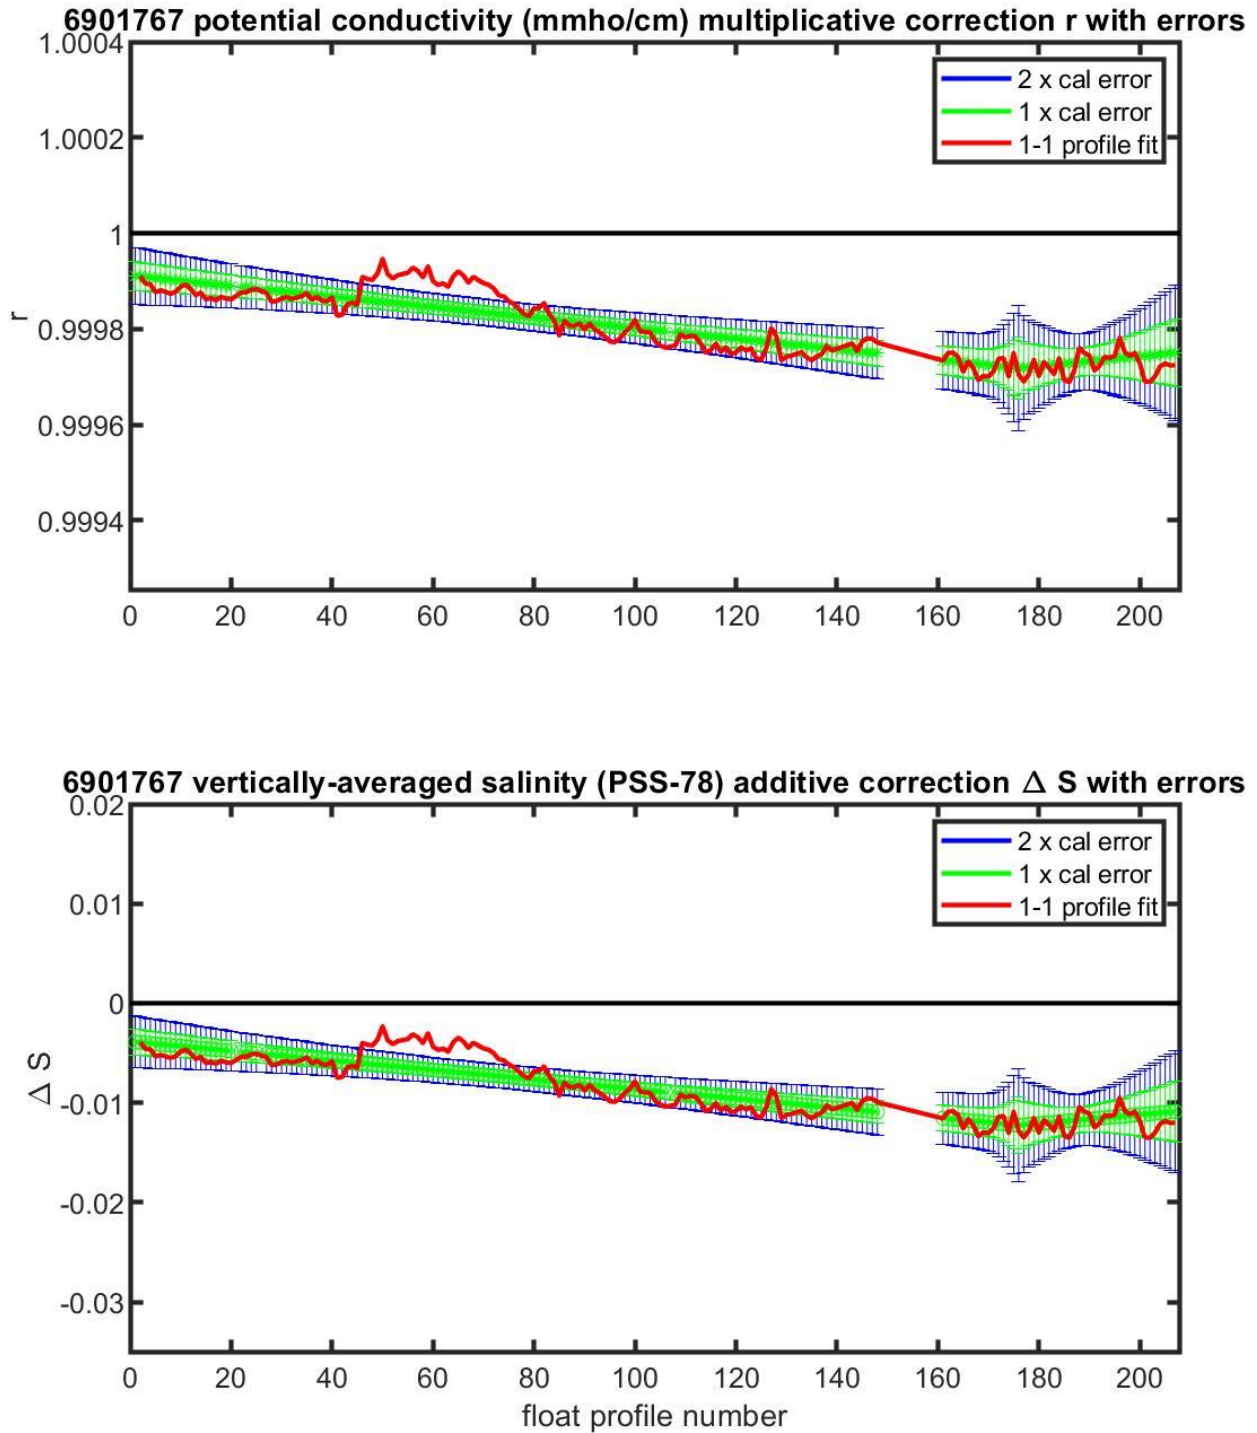 6901767 potential conductivity (mmho/cm) multiplicative correction r with errors
1.0004
1.0002
1
0.9998
0.9996
0.9994
r
2 x cal error
1 x cal error
1-1 profile fit
0 20 40 60 80 100 120 140 160 180 200
6901767 vertically-averaged salinity (PSS-78) additive correction Δ S with errors
0.02
0.01
0
-0.01
-0.02
-0.03
Δ S
2 x cal error
1 x cal error
1-1 profile fit
0 20 40 60 80 100 120 140 160 180 200
float profile number